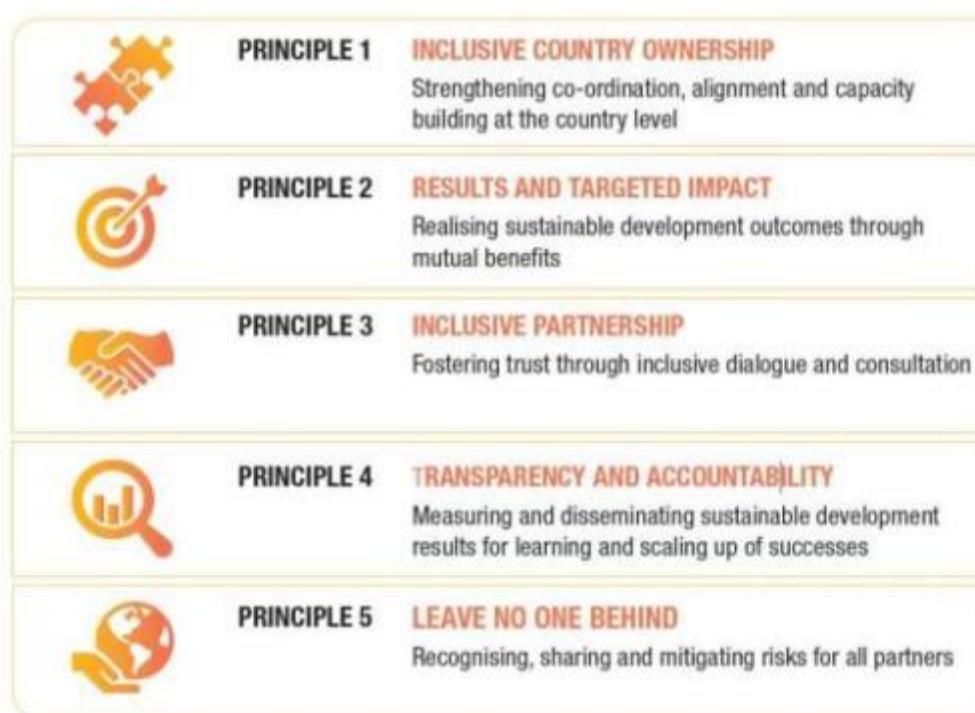 PRINCIPLE 1 INCLUSIVE COUNTRY OWNERSHIP
Strengthening co-ordination, alignment and capacity
building at the country level
PRINCIPLE 2 RESULTS AND TARGETED IMPACT
Realising sustainable development outcomes through
mutual benefits
PRINCIPLE 3 INCLUSIVE PARTNERSHIP
Fostering trust through inclusive dialogue and consultation
PRINCIPLE 4 TRANSPARENCY AND ACCOUNTABILITY
Measuring and disseminating sustainable development
results for learning and scaling up of successes
PRINCIPLE 5 LEAVE NO ONE BEHIND
Recognising, sharing and mitigating risks for all partners